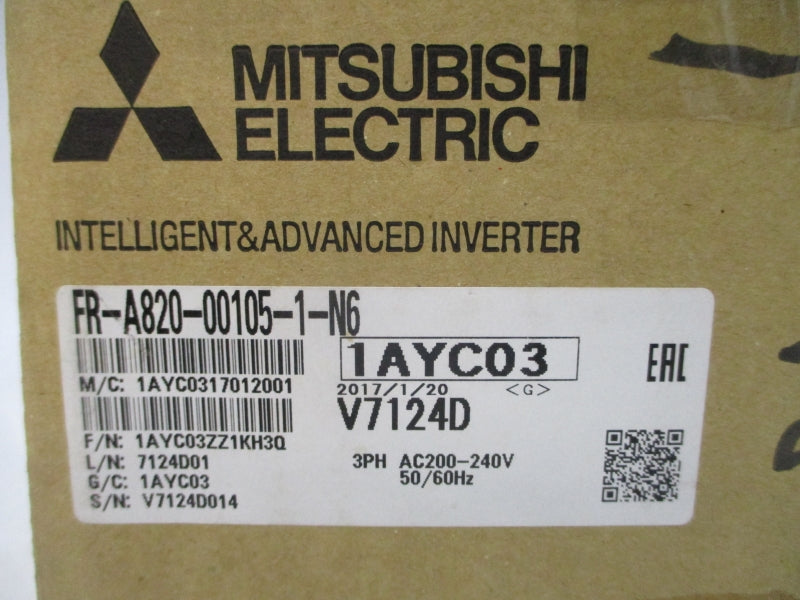 MITSUBISHI
ELECTRIC
INTELLIGENT&ADVANCED INVERTER
FR-A820-00105-1-N6
1AYC03
M/C: 1AYC0317012001
2017/1/20 <G>
V7124D
EAC
F/N: 1AYC03ZZ1KH3Q
L/N: 7124D01
G/C: 1AYC03
S/N: V7124D014
3PH AC200-240V
50/60Hz